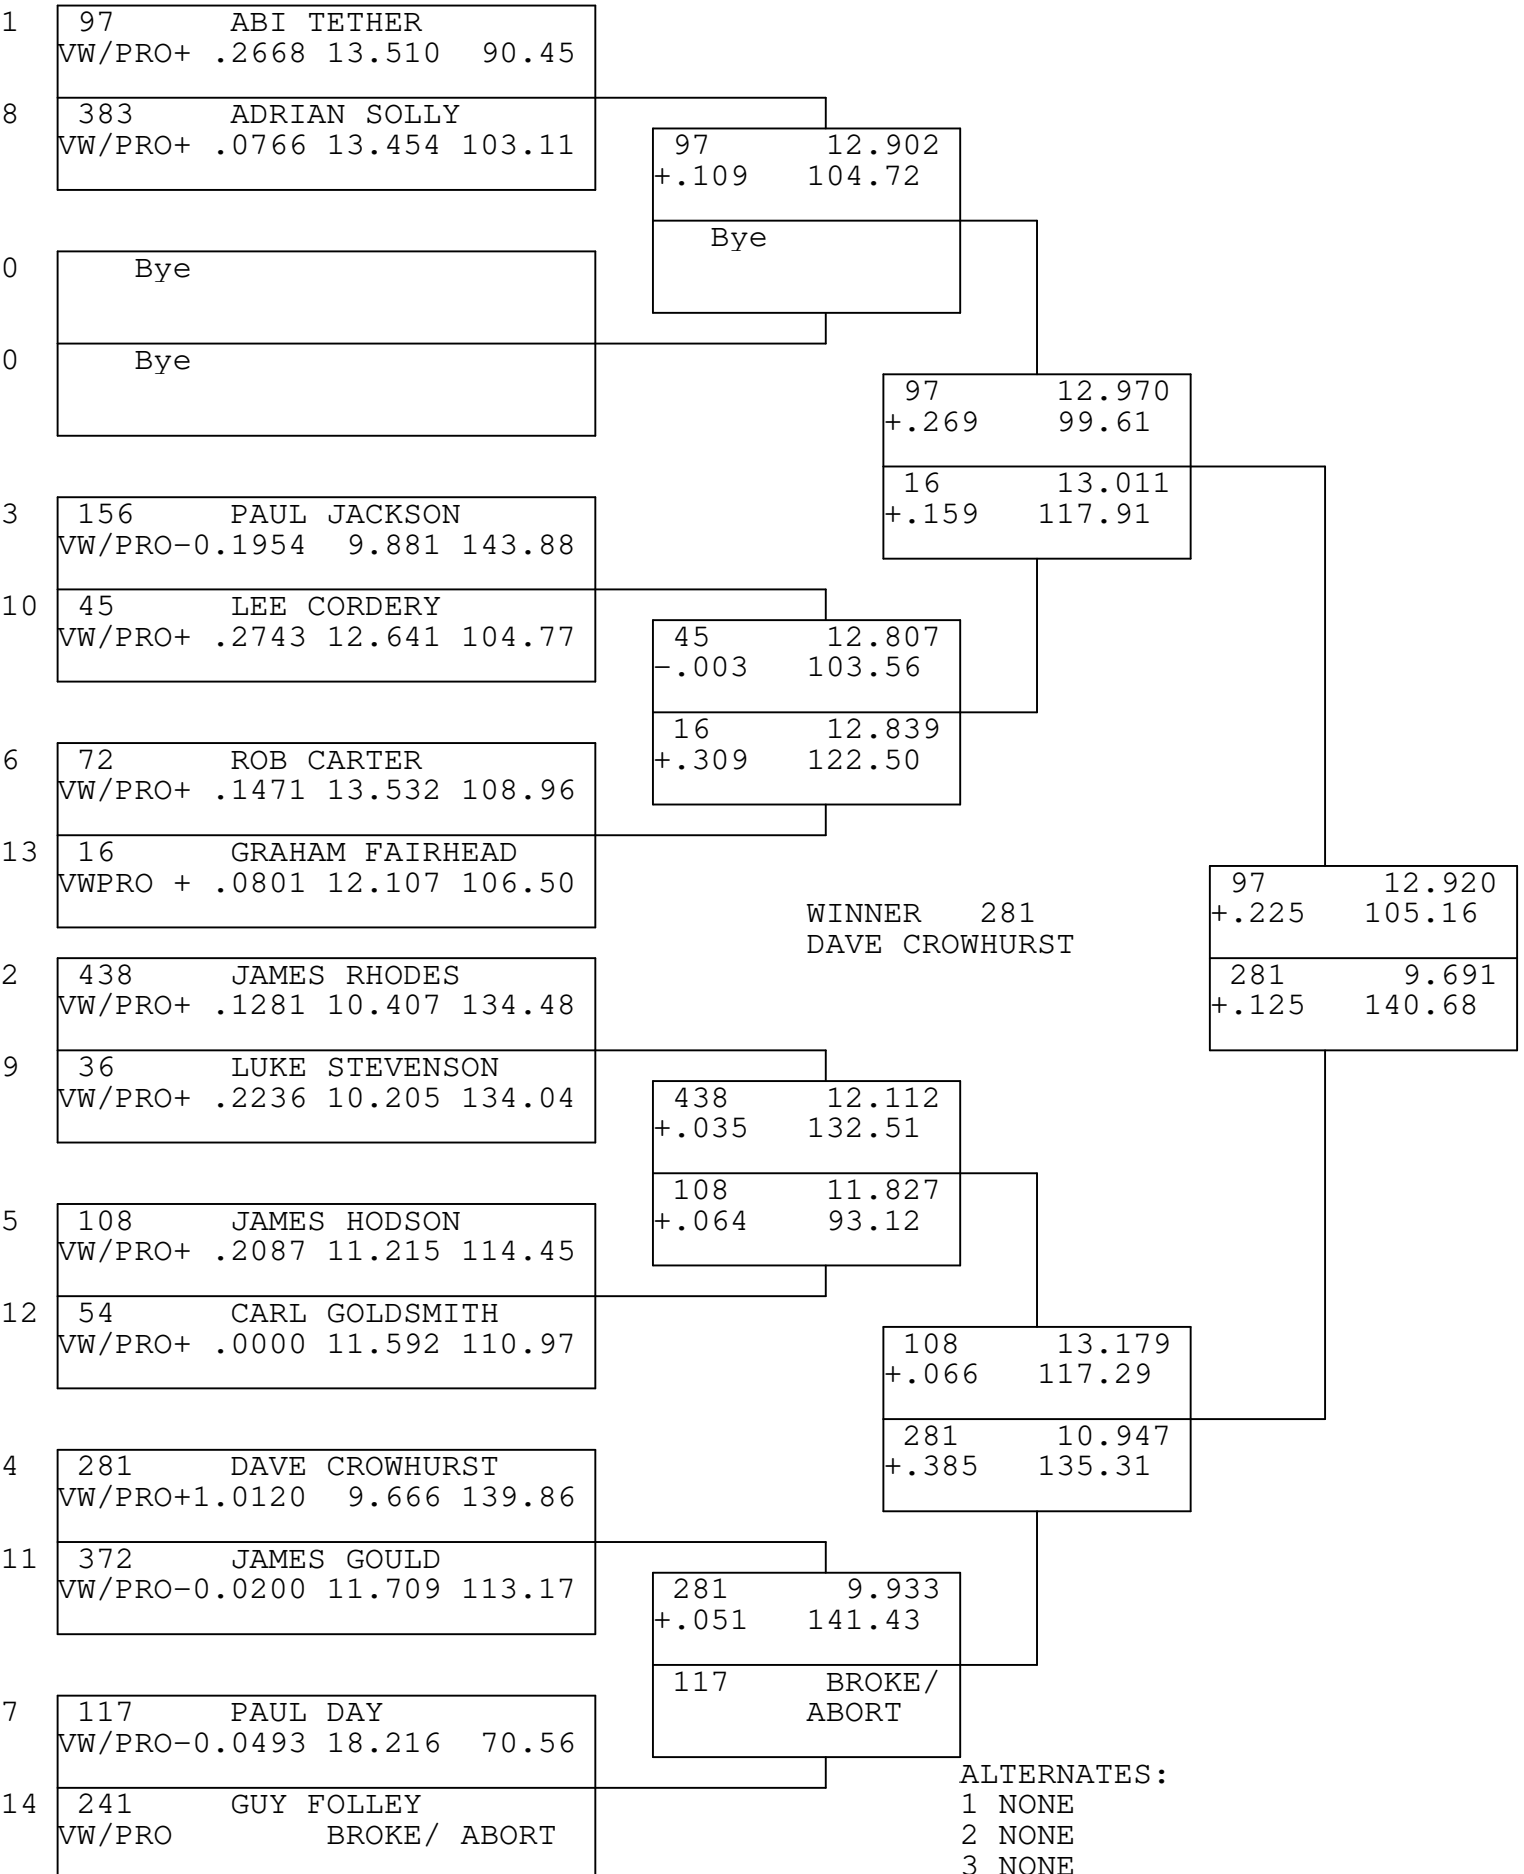 1 97 ABI TETHER
VW/PRO+ .2668 13.510 90.45
8 383 ADRIAN SOLLY
VW/PRO+ .0766 13.454 103.11
0 Bye
0 Bye
3 156 PAUL JACKSON
VW/PRO-0.1954 9.881 143.88
10 45 LEE CORDERY
VW/PRO+ .2743 12.641 104.77
6 72 ROB CARTER
VW/PRO+ .1471 13.532 108.96
13 16 GRAHAM FAIRHEAD
VWPRO + .0801 12.107 106.50
2 438 JAMES RHODES
VW/PRO+ .1281 10.407 134.48
9 36 LUKE STEVENSON
VW/PRO+ .2236 10.205 134.04
5 108 JAMES HODSON
VW/PRO+ .2087 11.215 114.45
12 54 CARL GOLDSMITH
VW/PRO+ .0000 11.592 110.97
4 281 DAVE CROWHURST
VW/PRO+1.0120 9.666 139.86
11 372 JAMES GOULD
VW/PRO-0.0200 11.709 113.17
7 117 PAUL DAY
VW/PRO-0.0493 18.216 70.56
14 241 GUY FOLLEY
VW/PRO BROKE/ ABORT
97 12.902
+.109 104.72
Bye
45 12.807
-.003 103.56
16 12.839
+.309 122.50
438 12.112
+.035 132.51
108 11.827
+.064 93.12
281 9.933
+.051 141.43
117 BROKE/
ABORT
97 12.970
+.269 99.61
16 13.011
+.159 117.91
108 13.179
+.066 117.29
281 10.947
+.385 135.31
97 12.920
+.225 105.16
281 9.691
+.125 140.68
WINNER 281
DAVE CROWHURST
ALTERNATES:
1 NONE
2 NONE
3 NONE